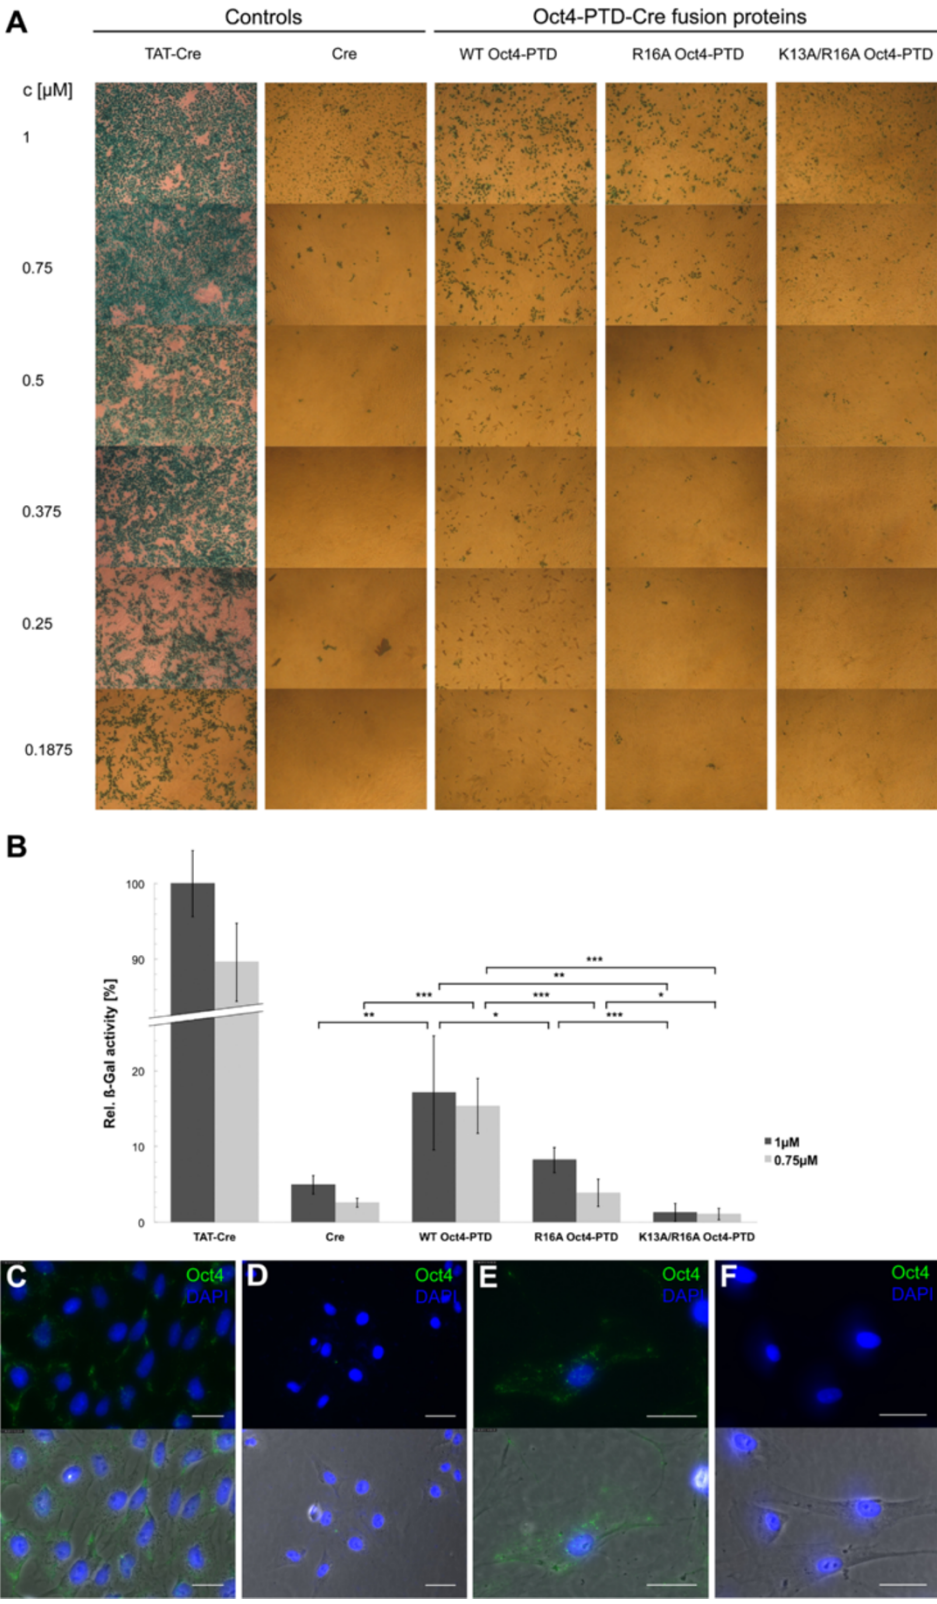 A
Controls
Oct4-PTD-Cre fusion proteins
TAT-Cre
Cre
WT Oct4-PTD
R16A Oct4-PTD
K13A/R16A Oct4-PTD
c [µM]
1
0.75
0.5
0.375
0.25
0.1875
B
Rel. ß-Gal activity [%]
100
90
20
10
0
***
**
***
***
*
**
*
***
1µM
0.75µM
TAT-Cre
Cre
WT Oct4-PTD
R16A Oct4-PTD
K13A/R16A Oct4-PTD
C
Oct4
DAPI
D
Oct4
DAPI
E
Oct4
DAPI
F
Oct4
DAPI